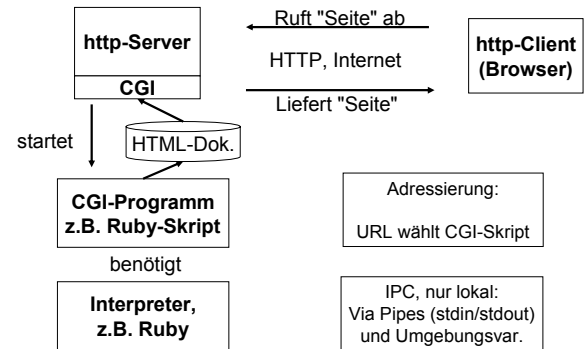 http-Server
CGI
Ruft "Seite" ab
HTTP, Internet
Liefert "Seite"
http-Client
(Browser)
startet
HTML-Dok.
CGI-Programm
z.B. Ruby-Skript
benötigt
Interpreter,
z.B. Ruby
Adressierung:
URL wählt CGI-Skript
IPC, nur lokal:
Via Pipes (stdin/stdout)
und Umgebungsvar.